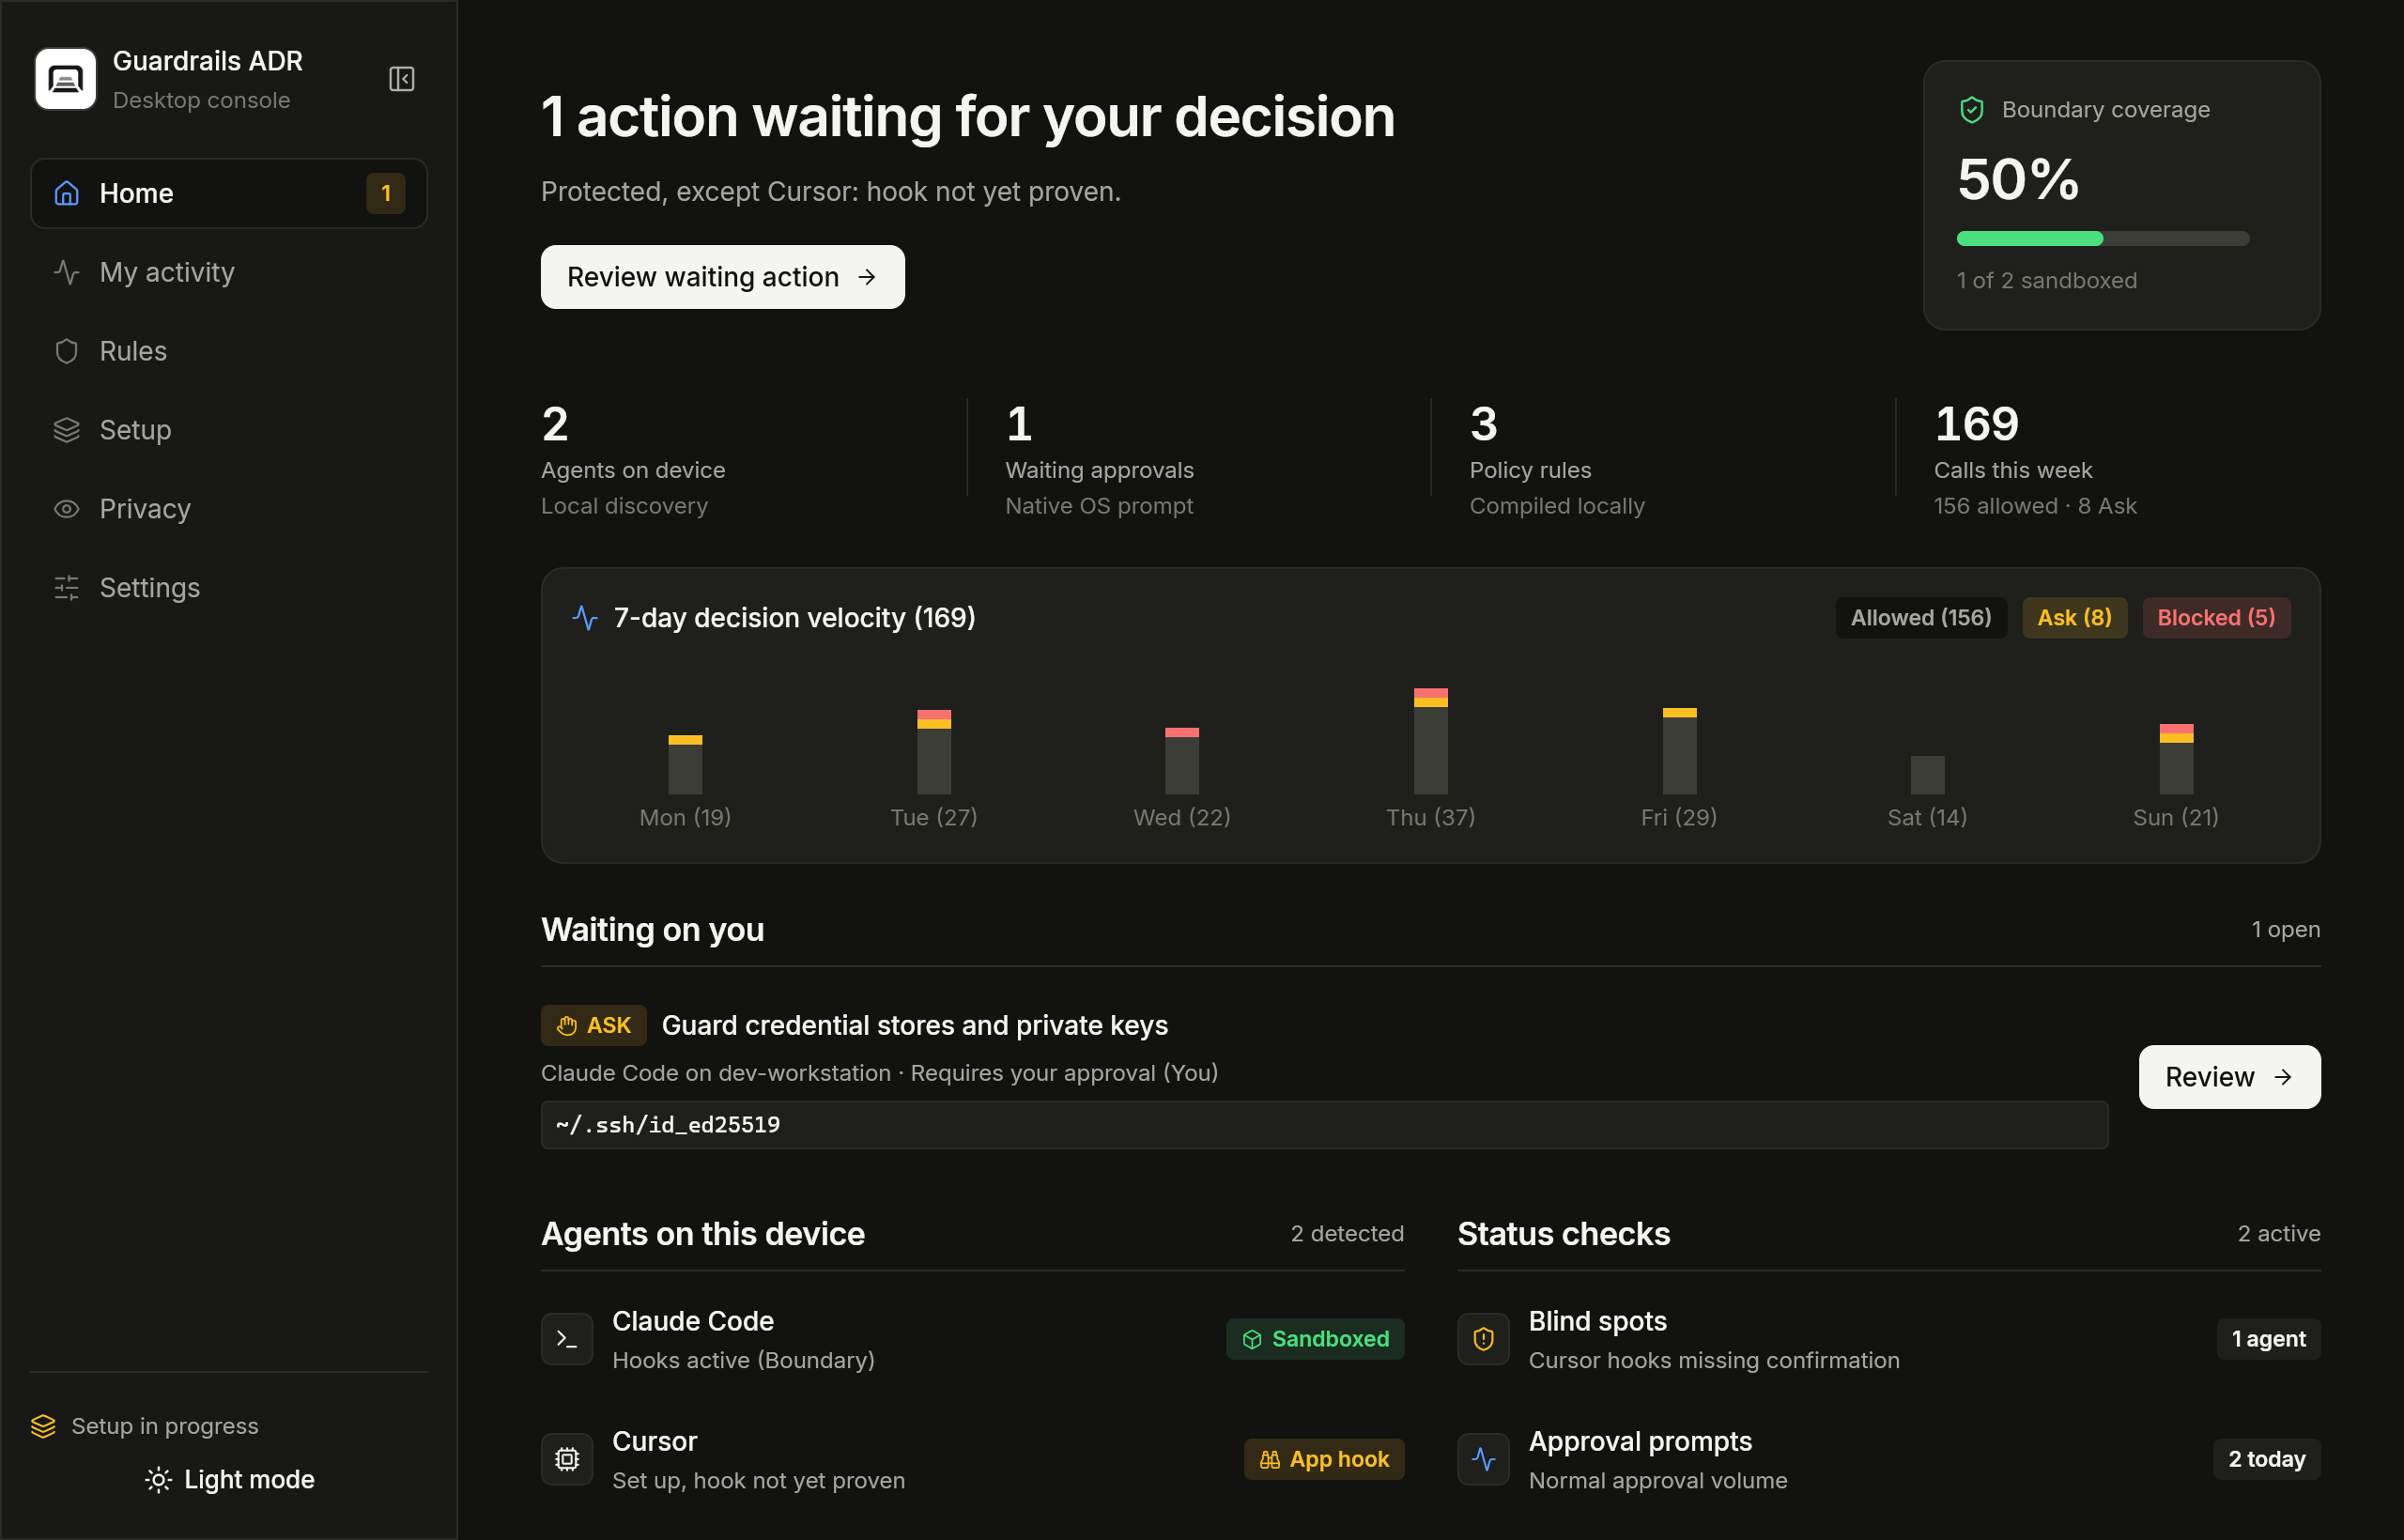 Guardrails ADR
Desktop console
Home
1
My activity
Rules
Setup
Privacy
Settings
Setup in progress
Light mode
1 action waiting for your decision
Protected, except Cursor: hook not yet proven.
Review waiting action
Boundary coverage
50%
1 of 2 sandboxed
2
Agents on device
Local discovery
1
Waiting approvals
Native OS prompt
3
Policy rules
Compiled locally
169
Calls this week
156 allowed · 8 Ask
7-day decision velocity (169)
Allowed (156)
Ask (8)
Blocked (5)
Mon (19)
Tue (27)
Wed (22)
Thu (37)
Fri (29)
Sat (14)
Sun (21)
Waiting on you
1 open
ASK
Guard credential stores and private keys
Claude Code on dev-workstation · Requires your approval (You)
~/.ssh/id_ed25519
Review
Agents on this device
2 detected
Claude Code
Hooks active (Boundary)
Sandboxed
Cursor
Set up, hook not yet proven
App hook
Status checks
2 active
Blind spots
Cursor hooks missing confirmation
1 agent
Approval prompts
Normal approval volume
2 today